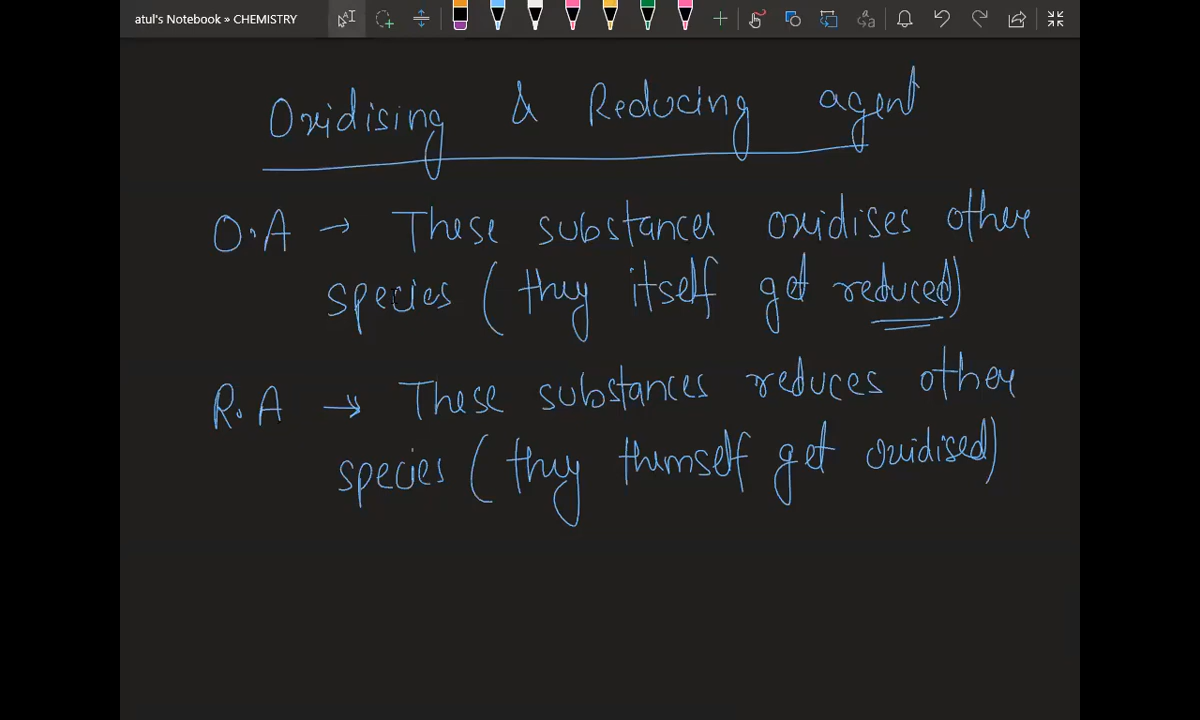 atul's Notebook » CHEMISTRY
Oxidising & Reducing agent
O.A → These substances oxidises other
species (they itself get reduced)
R.A → These substances reduces other
species (they themself get oxidised)